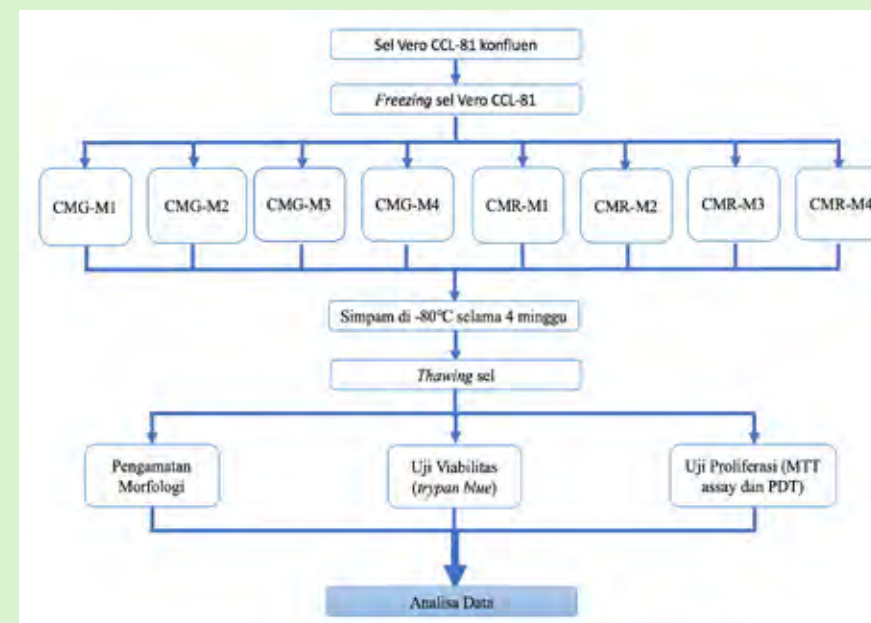 Sel Vero CCL-81 konfluen
Freezing sel Vero CCL-81
CMG-M1
CMG-M2
CMG-M3
CMG-M4
CMR-M1
CMR-M2
CMR-M3
CMR-M4
Simpam di -80°C selama 4 minggu
Thawing sel
Pengamatan
Morfologi
Uji Viabilitas
(trypan blue)
Uji Proliferasi (MTT
assay dan PDT)
Analisa Data